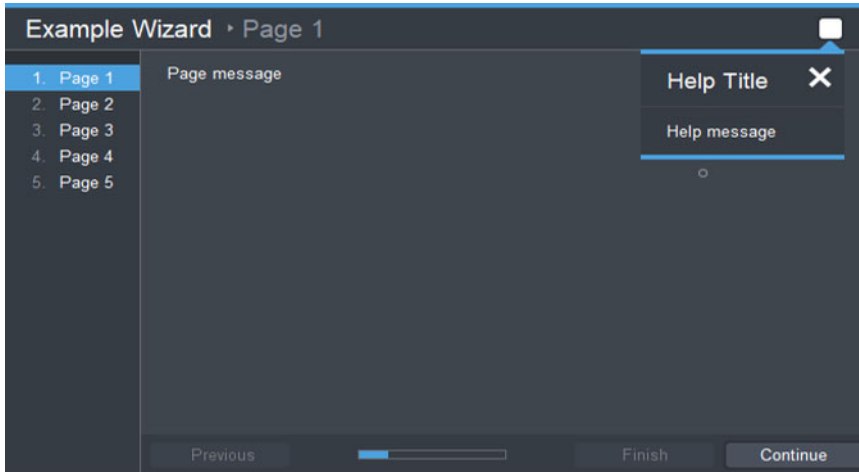 Example Wizard ‣ Page 1
1. Page 1
2. Page 2
3. Page 3
4. Page 4
5. Page 5
Page message
Help Title
Help message
Previous
Finish
Continue